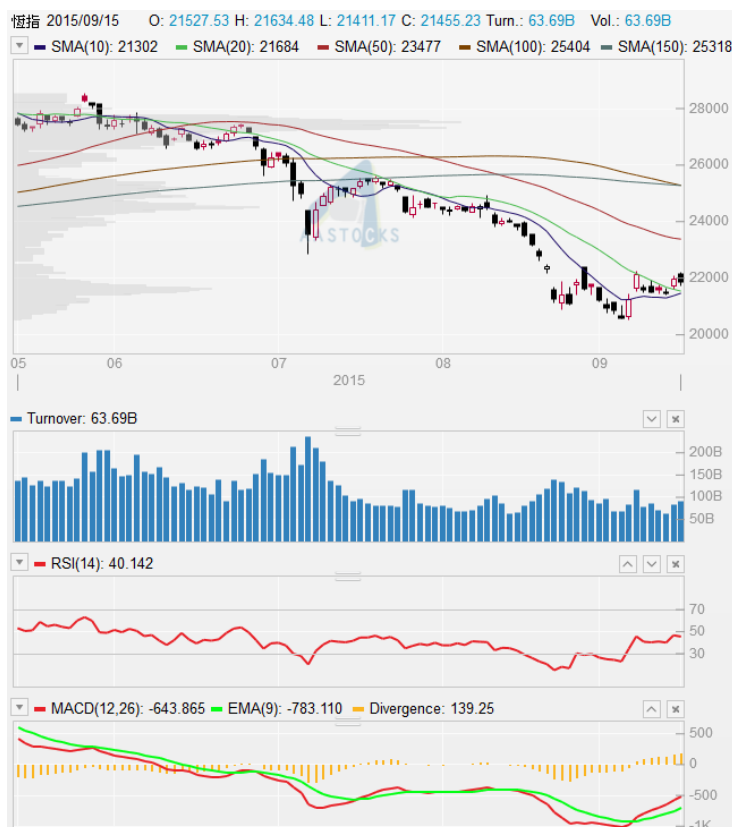 恆指 2015/09/15 O: 21527.53 H: 21634.48 L: 21411.17 C: 21455.23 Turn.: 63.69B Vol.: 63.69B
SMA(10): 21302 SMA(20): 21684 SMA(50): 23477 SMA(100): 25404 SMA(150): 25318
28000
26000
24000
AASTOCKS
22000
20000
05 06 07 08 09
2015
Turnover: 63.69B
200B
150B
100B
50B
RSI(14): 40.142
70
50
30
MACD(12,26): -643.865 EMA(9): -783.110 Divergence: 139.25
500
0
-500
-1K